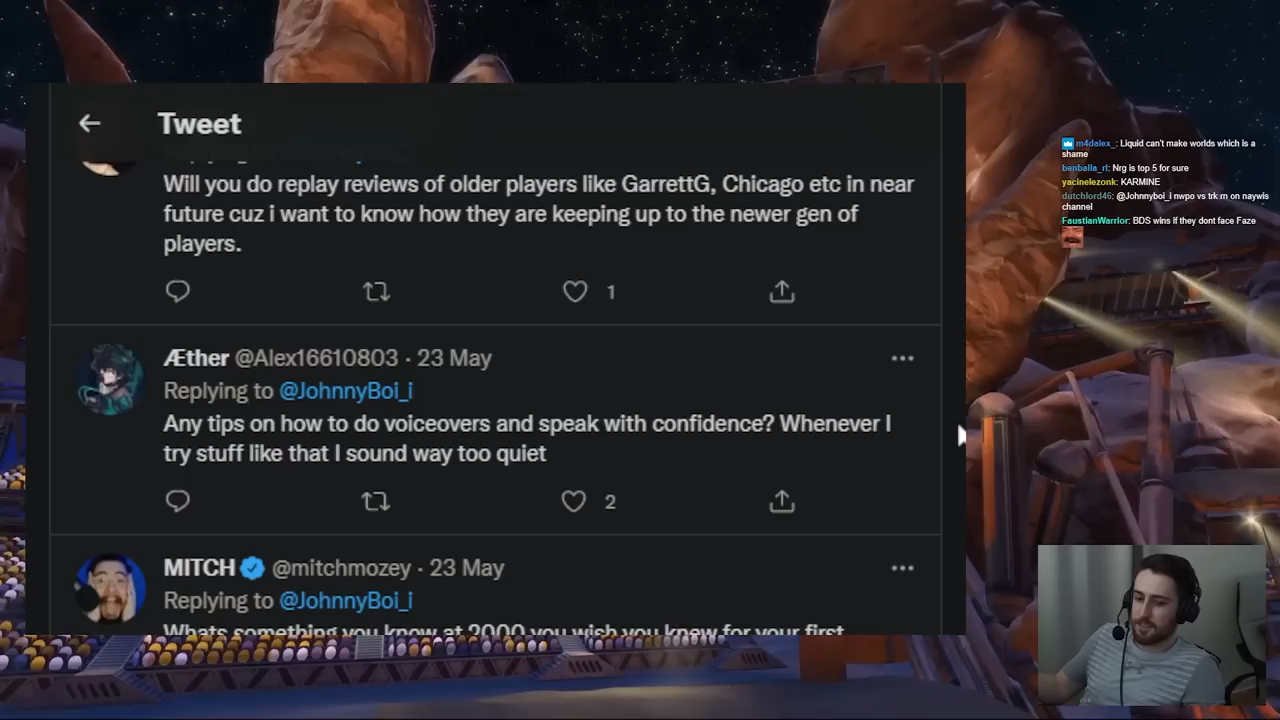 Tweet
Will you do replay reviews of older players like GarrettG, Chicago etc in near
future cuz i want to know how they are keeping up to the newer gen of
players.
1
Æther @Alex16610803 · 23 May
Replying to @JohnnyBoi_i
Any tips on how to do voiceovers and speak with confidence? Whenever I
try stuff like that I sound way too quiet
2
MITCH @mitchmozey · 23 May
Replying to @JohnnyBoi_i
Whats something you know at 2000 you wish you knew for your first
m4dalex_: Liquid can't make worlds which is a
shame
benballa_rl: Nrg is top 5 for sure
yacinelezonk: KARMINE
dutchlord46: @Johnnyboi_i nwpo vs trk m on naywis
channel
FaustianWarrior: BDS wins if they dont face Faze